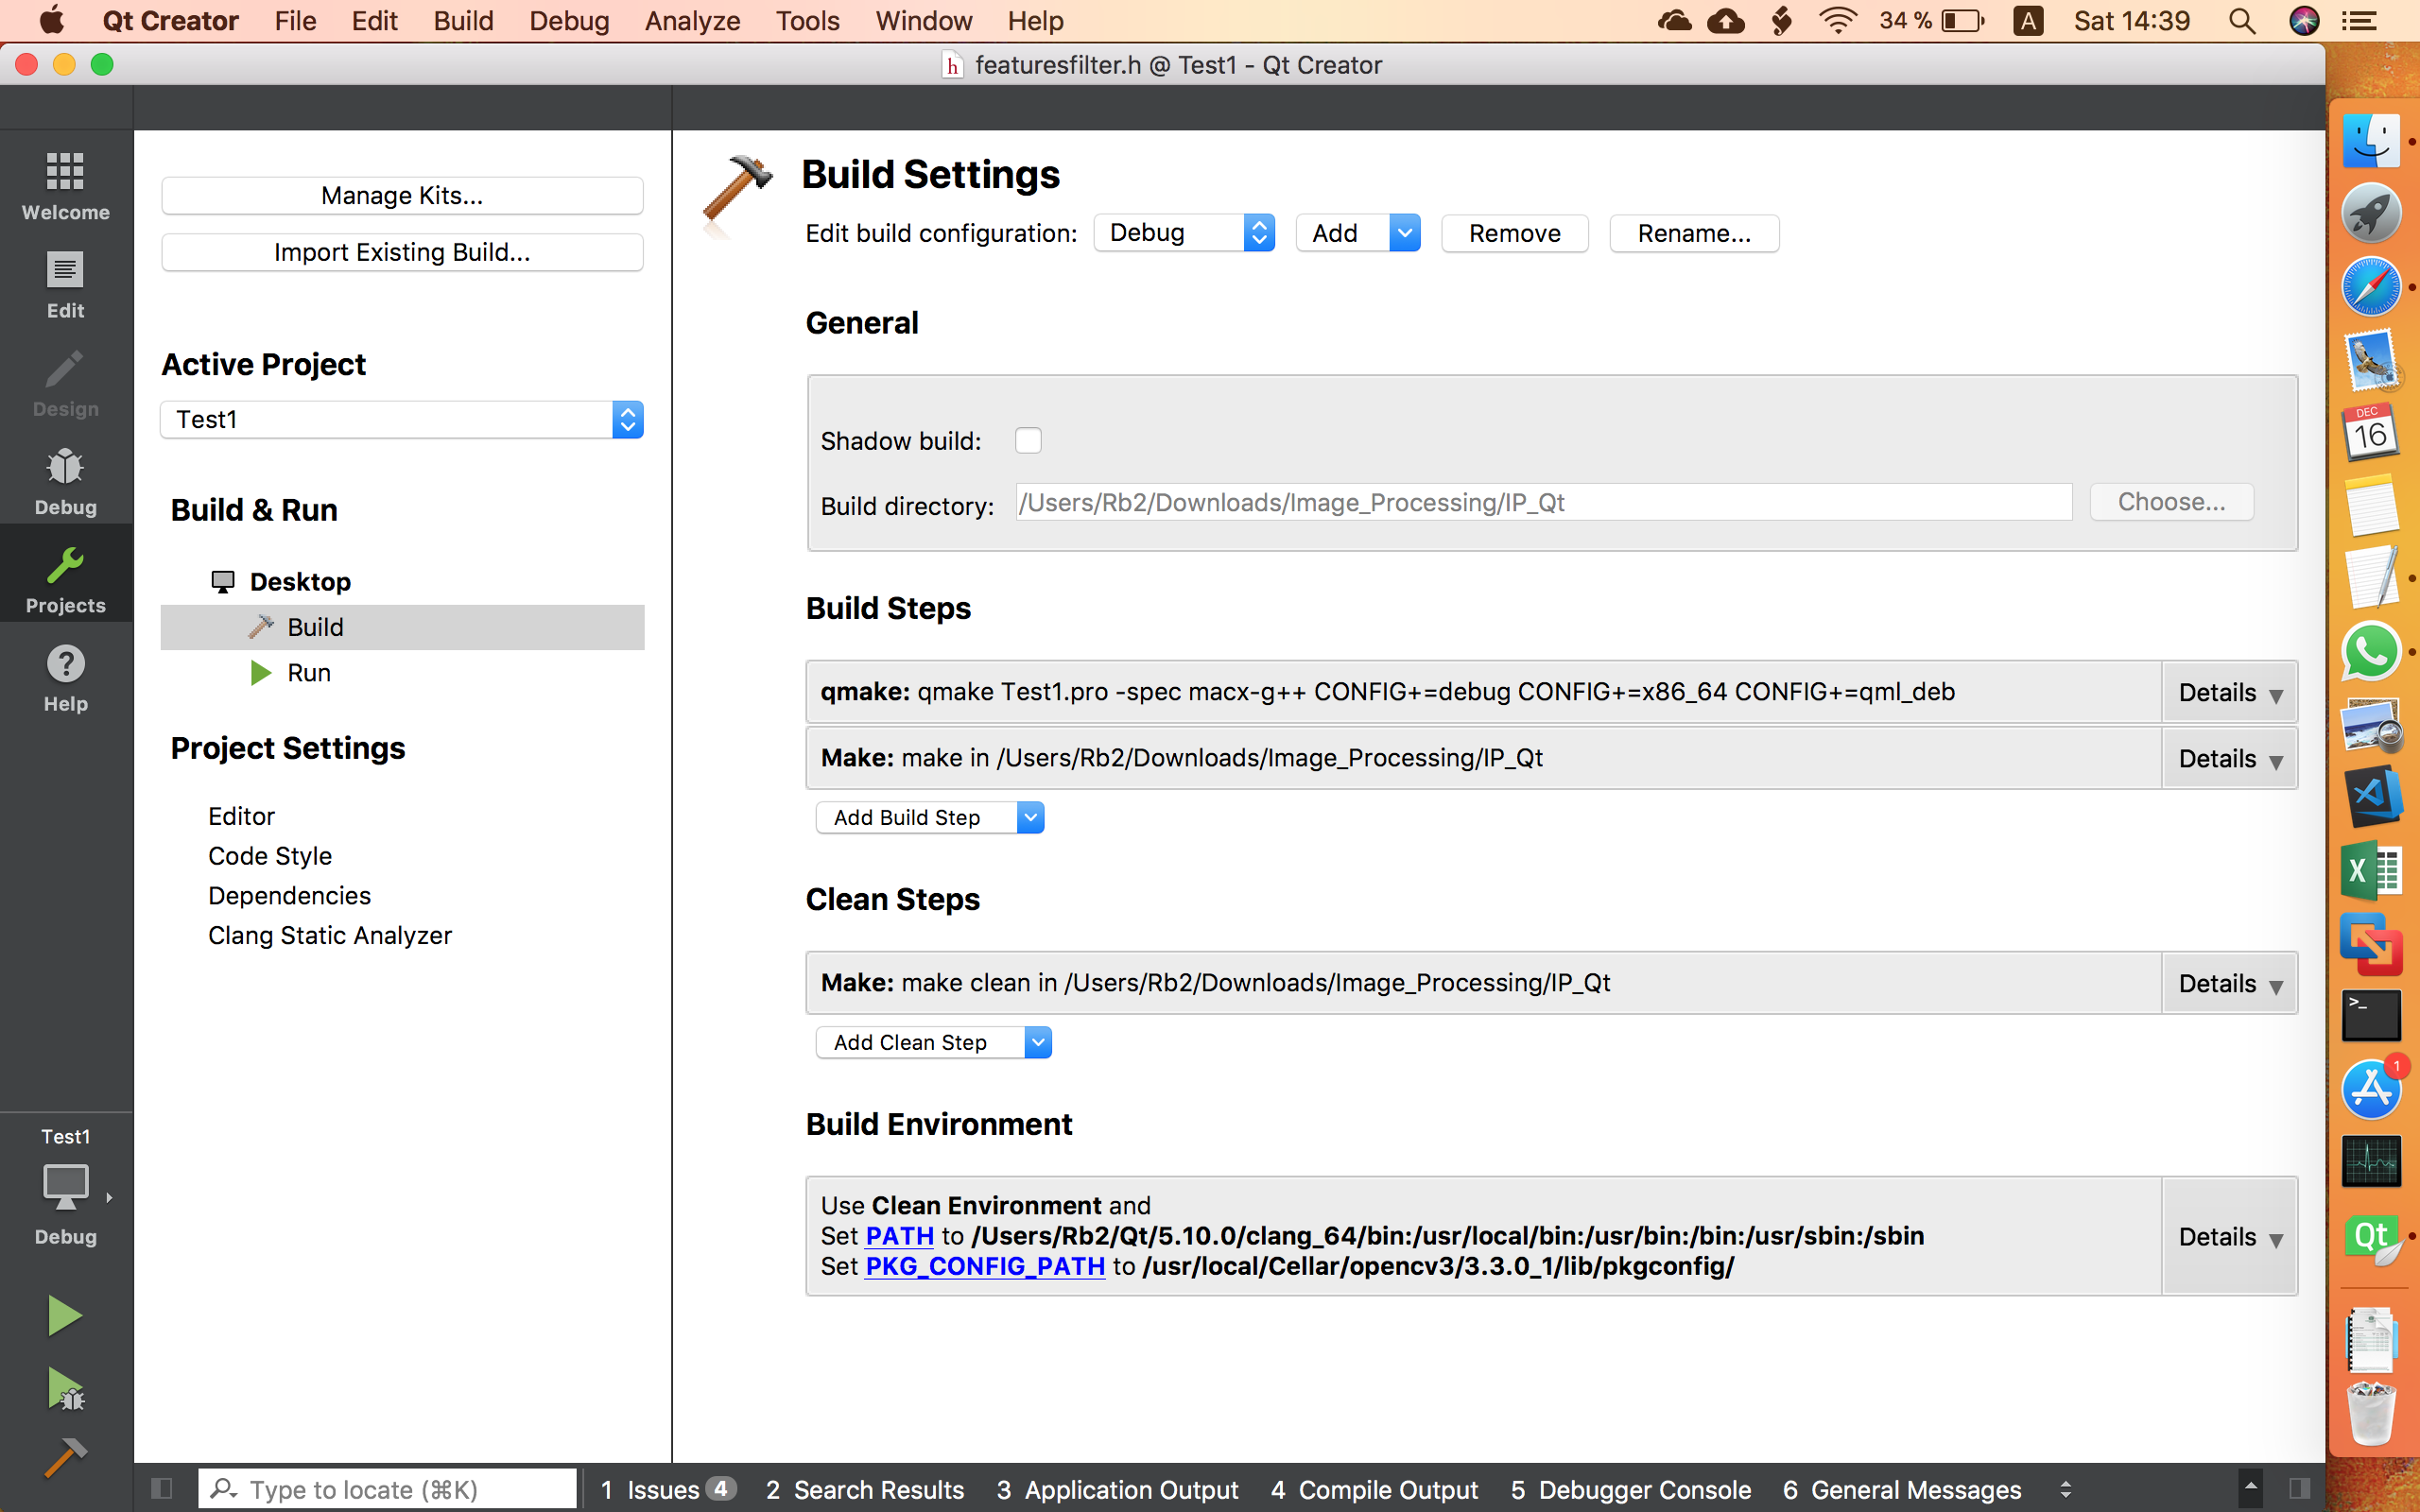 Qt Creator File Edit Build Debug Analyze Tools Window Help 34 % A Sat 14:39
h featuresfilter.h @ Test1 - Qt Creator
Welcome
Edit
Design
Debug
Projects
Help
Test1
Debug
Manage Kits...
Import Existing Build...
Active Project
Test1
Build & Run
Desktop
Build
Run
Project Settings
Editor
Code Style
Dependencies
Clang Static Analyzer
Build Settings
Edit build configuration: Debug Add Remove Rename...
General
Shadow build:
Build directory: /Users/Rb2/Downloads/Image_Processing/IP_Qt Choose...
Build Steps
qmake: qmake Test1.pro -spec macx-g++ CONFIG+=debug CONFIG+=x86_64 CONFIG+=qml_deb Details
Make: make in /Users/Rb2/Downloads/Image_Processing/IP_Qt Details
Add Build Step
Clean Steps
Make: make clean in /Users/Rb2/Downloads/Image_Processing/IP_Qt Details
Add Clean Step
Build Environment
Use Clean Environment and
Set PATH to /Users/Rb2/Qt/5.10.0/clang_64/bin:/usr/local/bin:/usr/bin:/bin:/usr/sbin:/sbin
Set PKG_CONFIG_PATH to /usr/local/Cellar/opencv3/3.3.0_1/lib/pkgconfig/
Details
Type to locate (⌘K) 1 Issues 4 2 Search Results 3 Application Output 4 Compile Output 5 Debugger Console 6 General Messages
DEC
16
X
>_
1
Qt